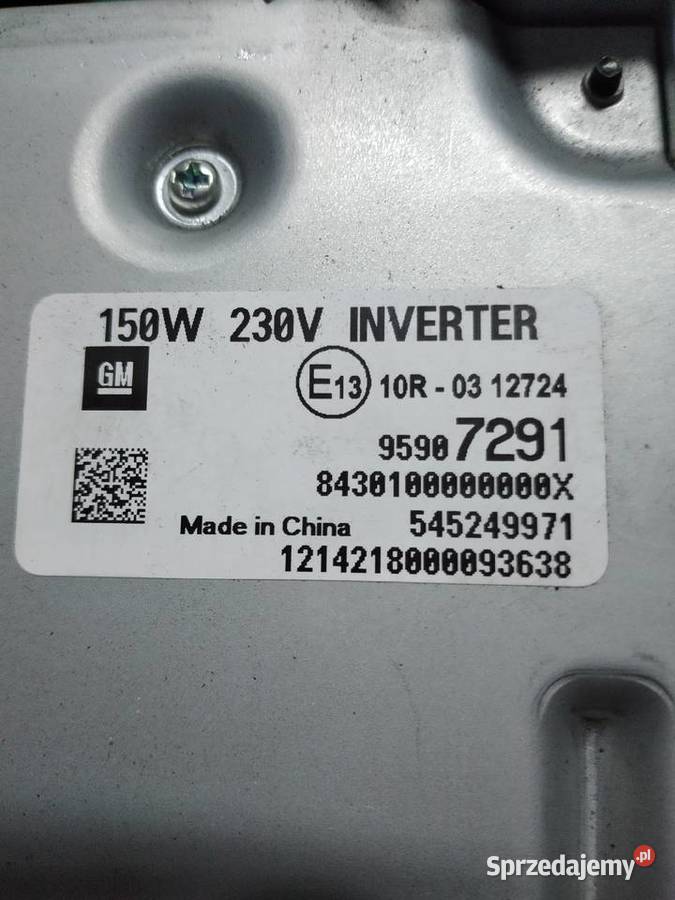 150W 230V INVERTER
GM
E13 10R - 03 12724
95907291
8430100000000X
Made in China 545249971
1214218000093638
Sprzedajemy.pl